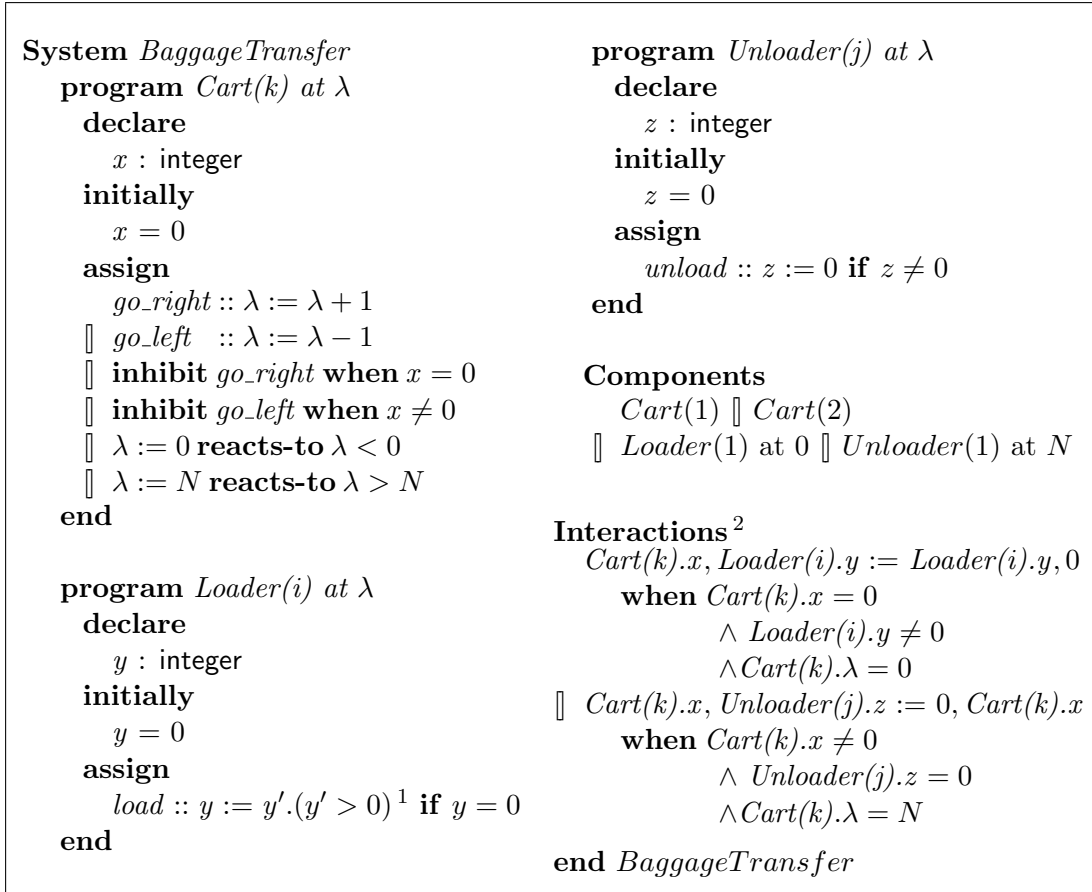 System BaggageTransfer
program Cart(k) at λ
declare
x : integer
initially
x = 0
assign
go_right :: λ := λ + 1
[] go_left :: λ := λ − 1
[] inhibit go_right when x = 0
[] inhibit go_left when x ≠ 0
[] λ := 0 reacts-to λ < 0
[] λ := N reacts-to λ > N
end
program Loader(i) at λ
declare
y : integer
initially
y = 0
assign
load :: y := y′.(y′ > 0) 1 if y = 0
end
program Unloader(j) at λ
declare
z : integer
initially
z = 0
assign
unload :: z := 0 if z ≠ 0
end
Components
Cart(1) [] Cart(2)
[] Loader(1) at 0 [] Unloader(1) at N
Interactions 2
Cart(k).x, Loader(i).y := Loader(i).y, 0
when Cart(k).x = 0
∧ Loader(i).y ≠ 0
∧Cart(k).λ = 0
[] Cart(k).x, Unloader(j).z := 0, Cart(k).x
when Cart(k).x ≠ 0
∧ Unloader(j).z = 0
∧Cart(k).λ = N
end BaggageTransfer